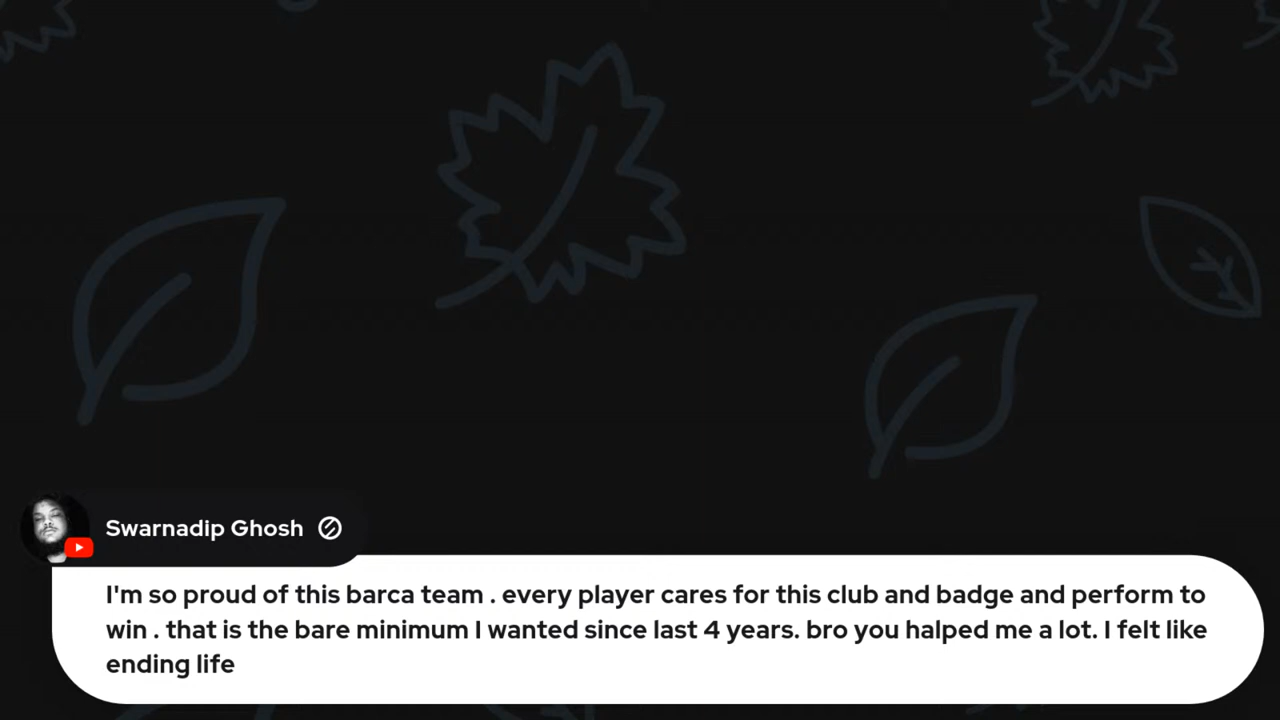 Swarnadip Ghosh
I'm so proud of this barca team . every player cares for this club and badge and perform to
win . that is the bare minimum I wanted since last 4 years. bro you halped me a lot. I felt like
ending life